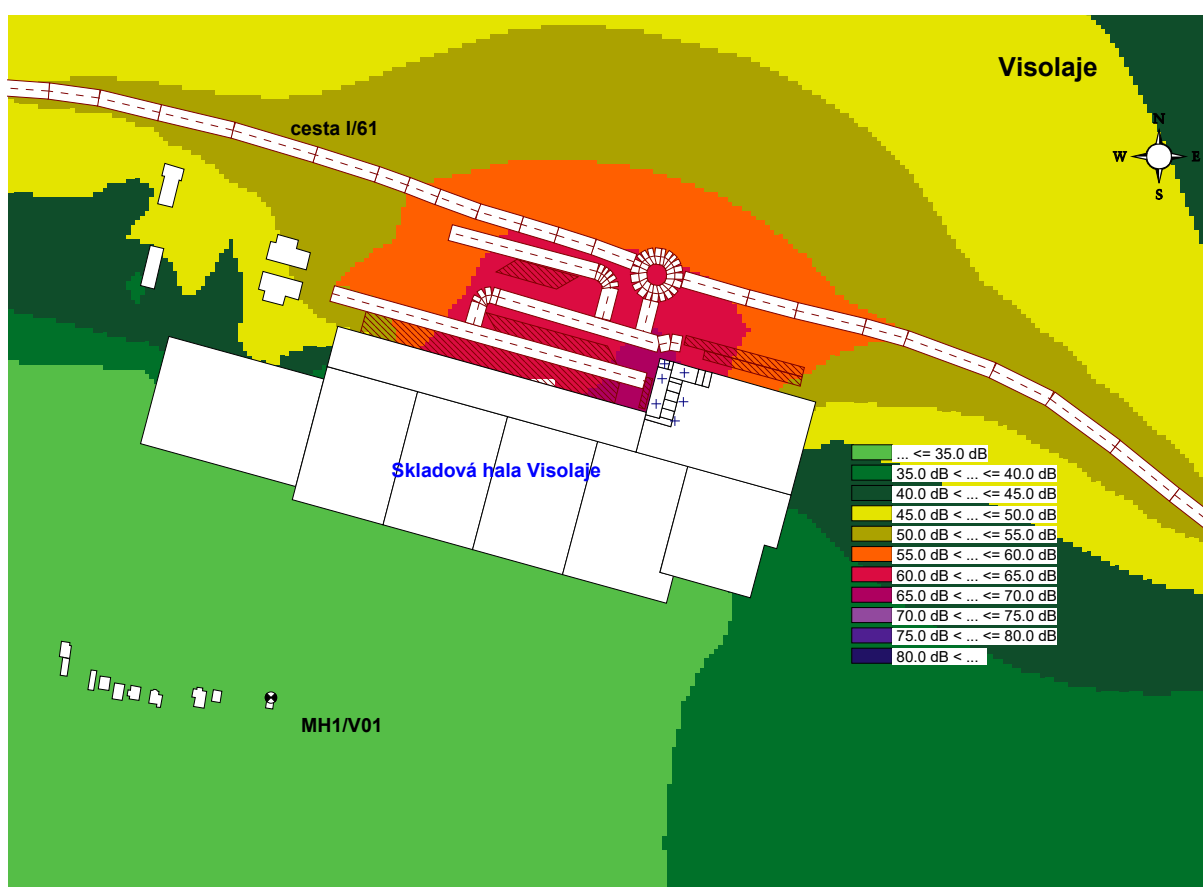 Visolaje
cesta I/61
N
W
E
S
Skladová hala Visolaje
... <= 35.0 dB
35.0 dB < ... <= 40.0 dB
40.0 dB < ... <= 45.0 dB
45.0 dB < ... <= 50.0 dB
50.0 dB < ... <= 55.0 dB
55.0 dB < ... <= 60.0 dB
60.0 dB < ... <= 65.0 dB
65.0 dB < ... <= 70.0 dB
70.0 dB < ... <= 75.0 dB
75.0 dB < ... <= 80.0 dB
80.0 dB < ...
MH1/V01